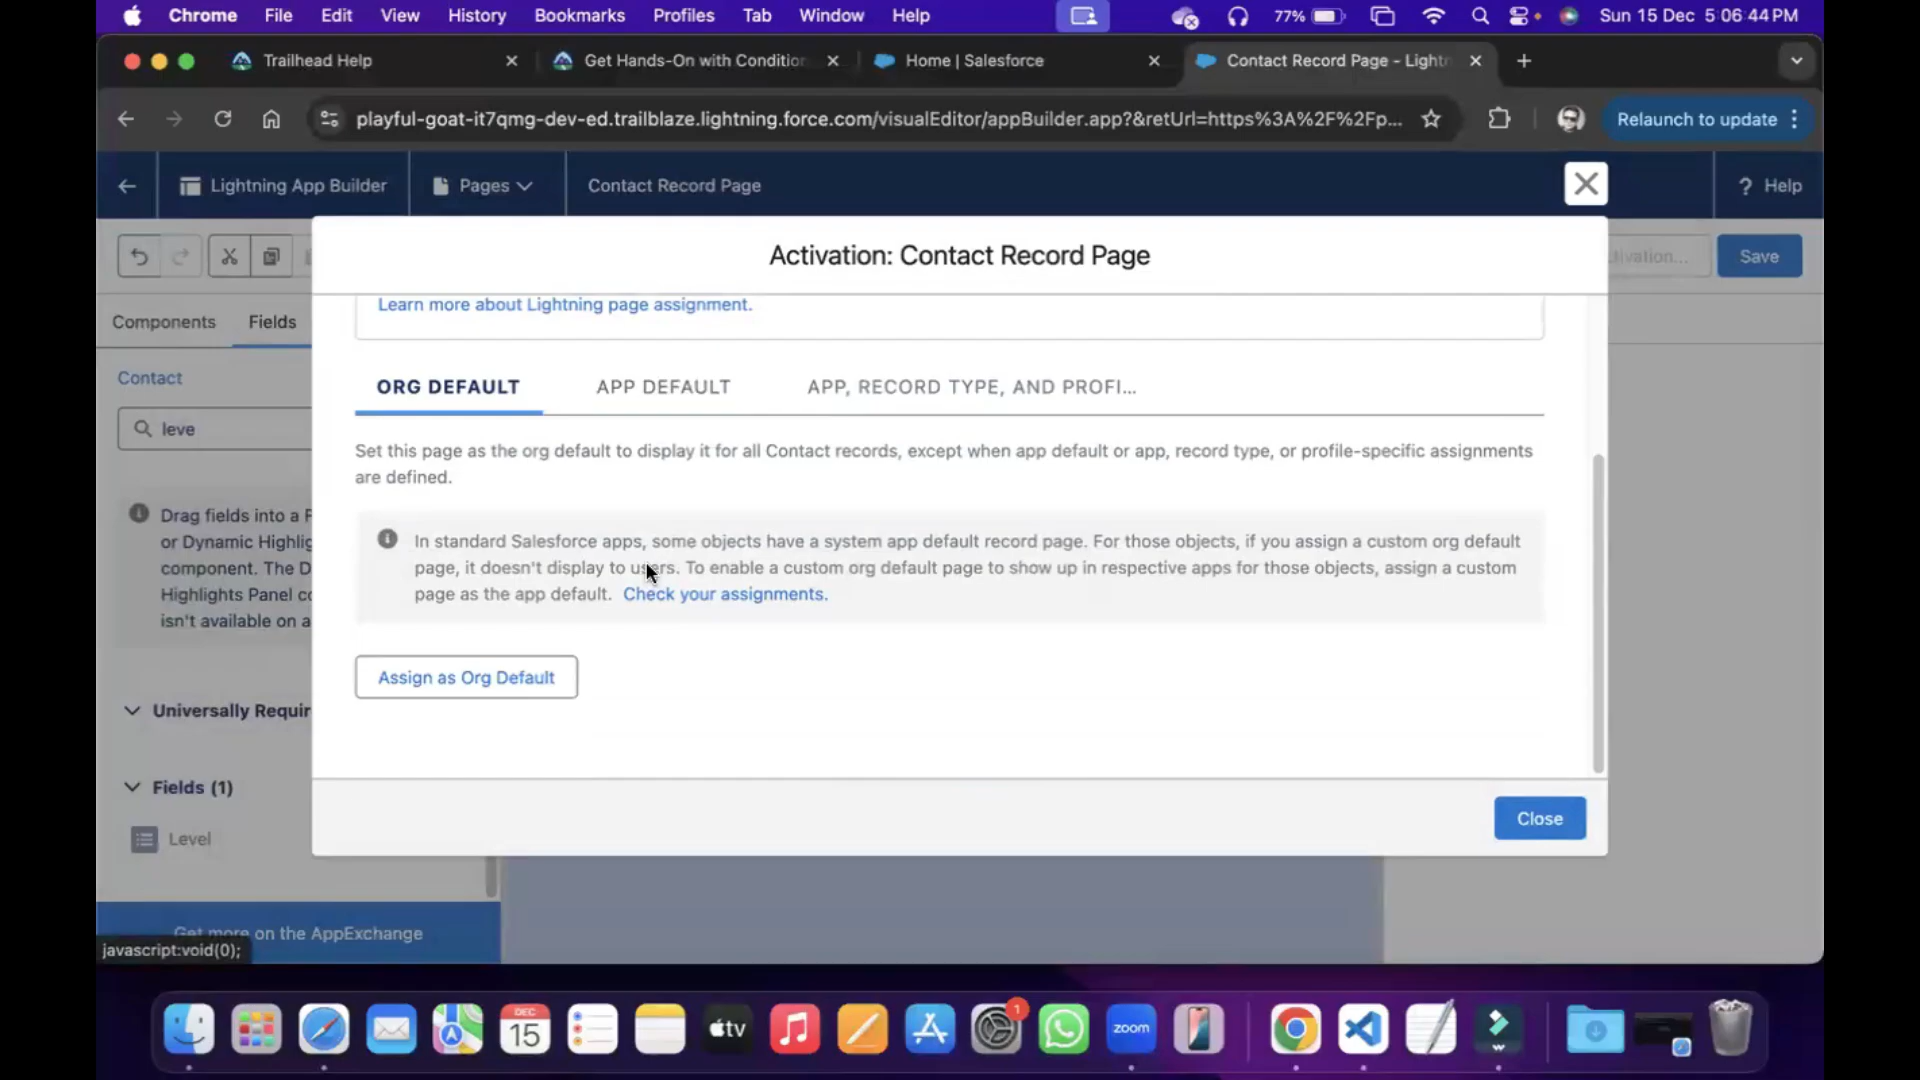 Chrome File Edit View History Bookmarks Profiles Tab Window Help 77% Sun 15 Dec 5:06:44 PM
Trailhead Help Get Hands-On with Condition Home | Salesforce Contact Record Page - Lightn
playful-goat-it7qmg-dev-ed.trailblaze.lightning.force.com/visualEditor/appBuilder.app?&retUrl=https%3A%2F%2Fp... Relaunch to update
Lightning App Builder Pages Contact Record Page ? Help
Activation: Contact Record Page
Save
Learn more about Lightning page assignment.
Components Fields
Contact
leve
ORG DEFAULT APP DEFAULT APP, RECORD TYPE, AND PROFI...
Set this page as the org default to display it for all Contact records, except when app default or app, record type, or profile-specific assignments
are defined.
Drag fields into a F
or Dynamic Highlig
component. The D
Highlights Panel co
isn't available on a
In standard Salesforce apps, some objects have a system app default record page. For those objects, if you assign a custom org default
page, it doesn't display to users. To enable a custom org default page to show up in respective apps for those objects, assign a custom
page as the app default. Check your assignments.
Assign as Org Default
Universally Requir
Fields (1)
Level
Close
Get more on the AppExchange
javascript:void(0);
DEC
15
tv
zoom
1